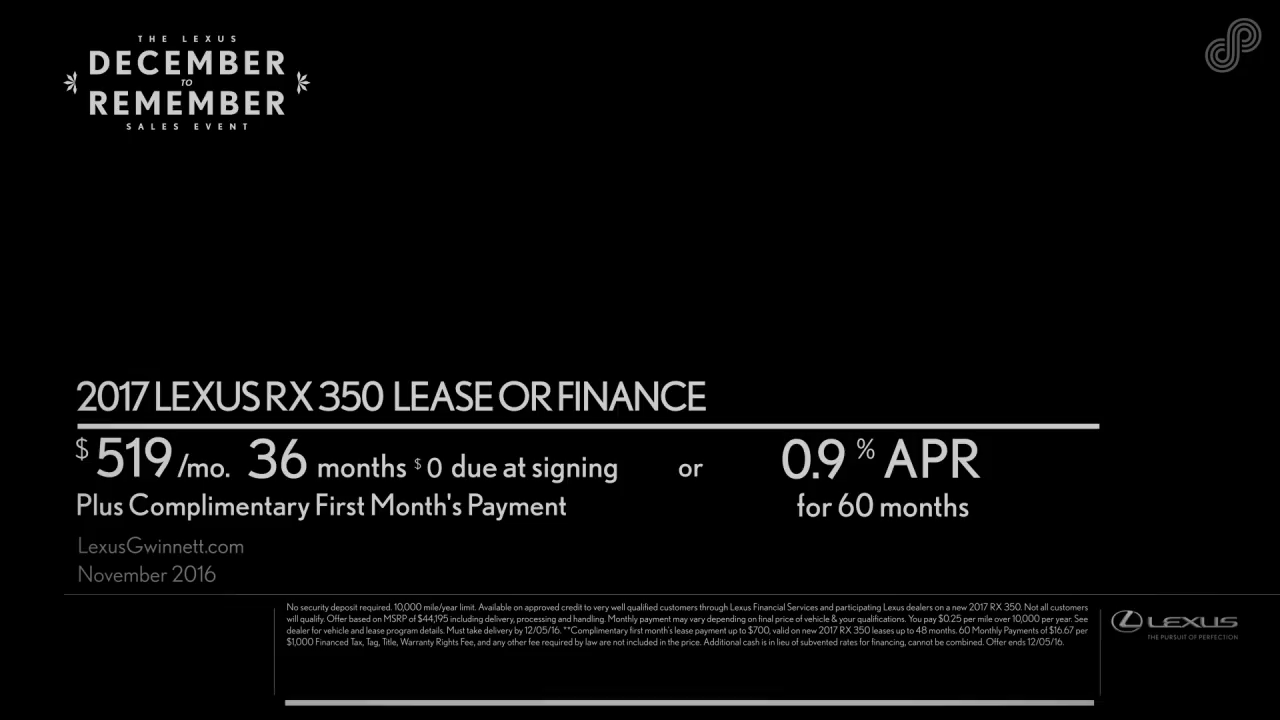 THE LEXUS
DECEMBER
TO
REMEMBER
SALES EVENT
2017 LEXUS RX 350 LEASE OR FINANCE
$519/mo. 36 months $0 due at signing or 0.9% APR
Plus Complimentary First Month's Payment for 60 months
LexusGwinnett.com
November 2016
No security deposit required. 10,000 mile/year limit. Available on approved credit to very well qualified customers through Lexus Financial Services and participating Lexus dealers on a new 2017 RX 350. Not all customers
will qualify. Offer based on MSRP of $44,195 including delivery, processing and handling. Monthly payment may vary depending on final price of vehicle & your qualifications. You pay $0.25 per mile over 10,000 per year. See
dealer for vehicle and lease program details. Must take delivery by 12/05/16. **Complimentary first month's lease payment up to $700, valid on new 2017 RX 350 leases up to 48 months. 60 Monthly Payments of $16.67 per
$1,000 Financed Tax, Tag, Title, Warranty Rights Fee, and any other fee required by law are not included in the price. Additional cash is in lieu of subvented rates for financing, cannot be combined. Offer ends 12/05/16.
LEXUS
THE PURSUIT OF PERFECTION